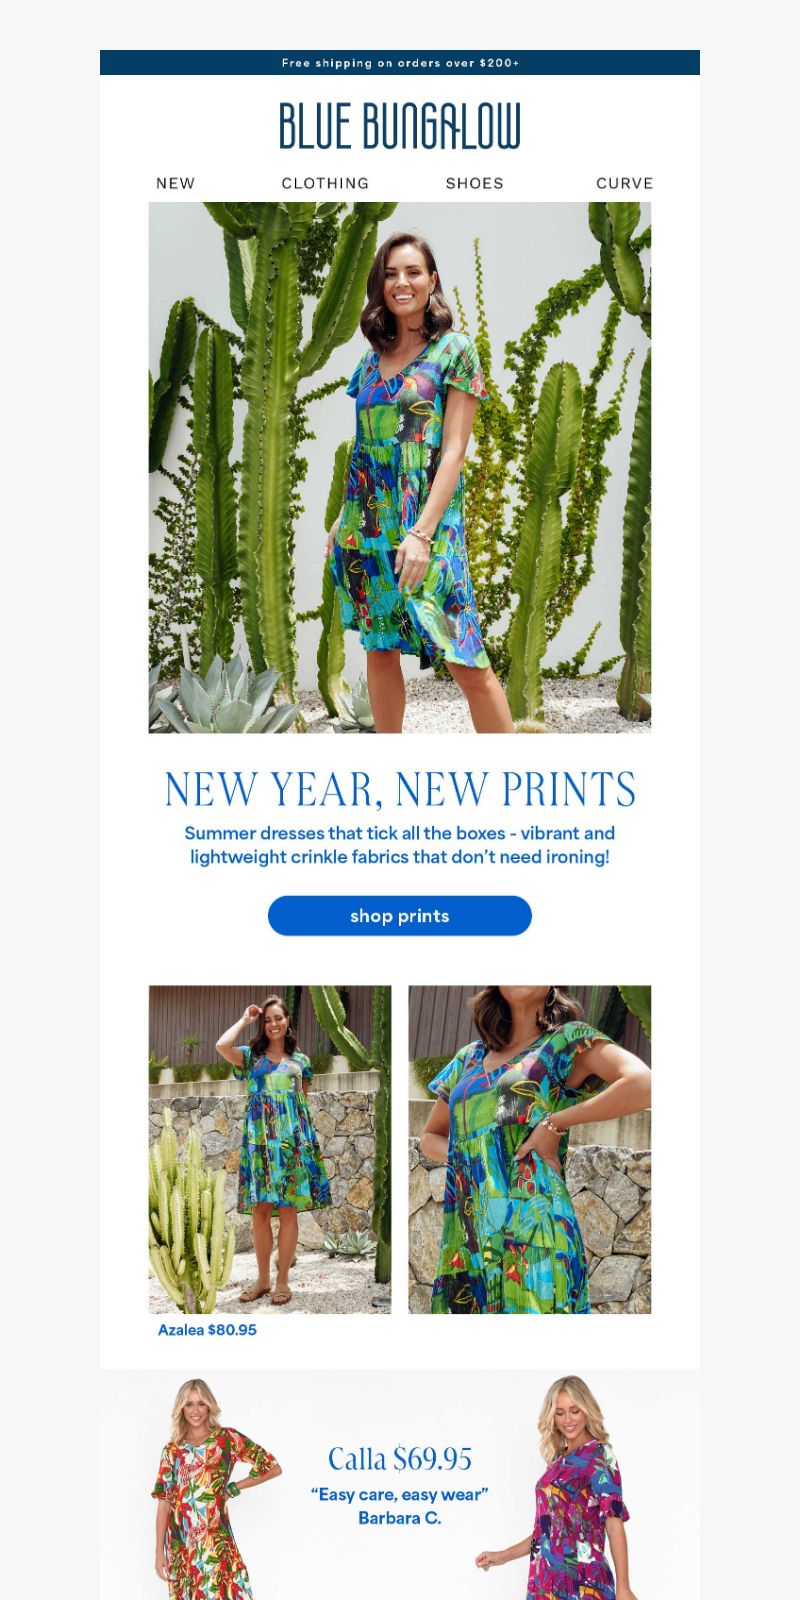 Free shipping on orders over $200+
BLUE BUNGALOW
NEW CLOTHING SHOES CURVE
NEW YEAR, NEW PRINTS
Summer dresses that tick all the boxes - vibrant and
lightweight crinkle fabrics that don’t need ironing!
shop prints
Azalea $80.95
Calla $69.95
“Easy care, easy wear”
Barbara C.